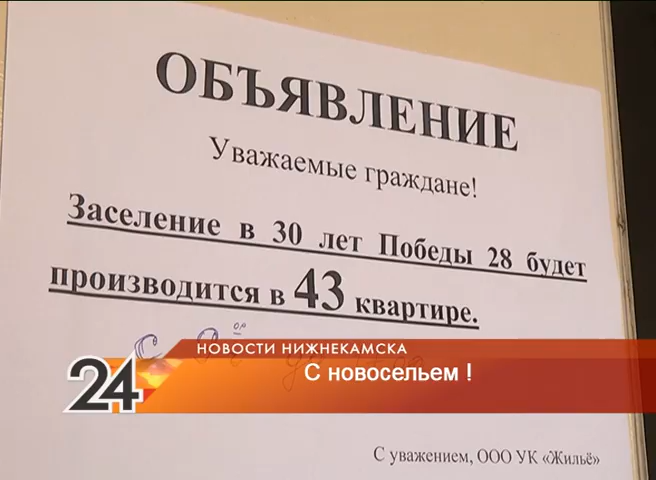 ОБЪЯВЛЕНИЕ
Уважаемые граждане!
Заселение в 30 лет Победы 28 будет
производится в 43 квартире.
НОВОСТИ НИЖНЕКАМСКА
24
С новосельем !
С уважением, ООО УК «Жильё»